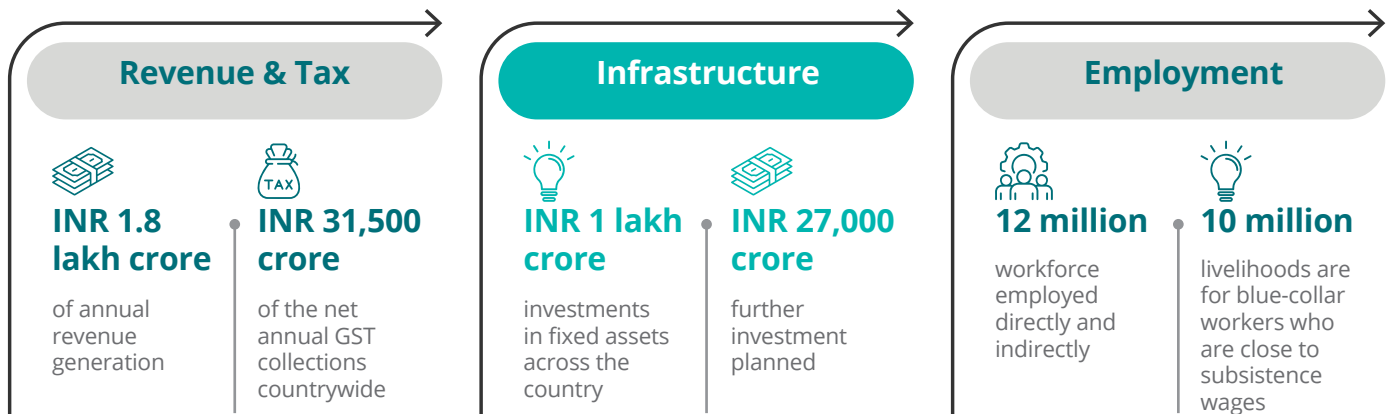 Revenue & Tax
INR 1.8
lakh crore
of annual
revenue
generation
TAX
INR 31,500
crore
of the net
annual GST
collections
countrywide
Infrastructure
INR 1 lakh
crore
investments
in fixed assets
across the
country
INR 27,000
crore
further
investment
planned
Employment
12 million
workforce
employed
directly and
indirectly
10 million
livelihoods are
for blue-collar
workers who
are close to
subsistence
wages